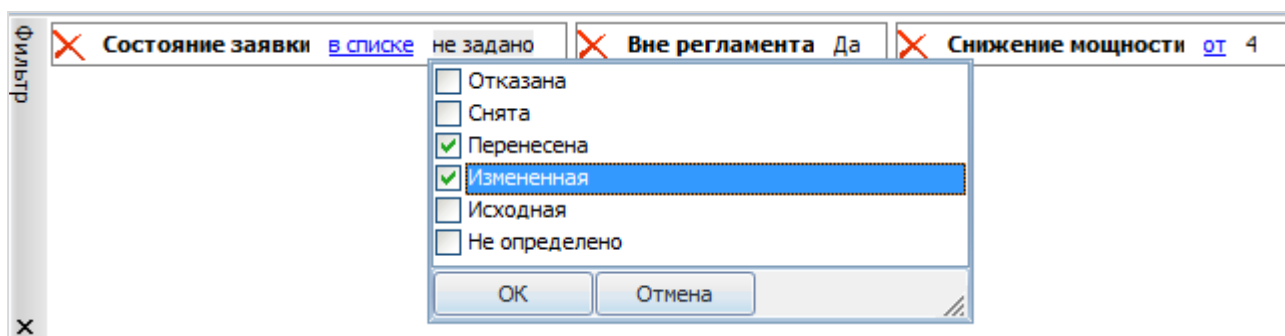 Фильтр
Состояние заявки в списке не задано Вне регламента Да Снижение мощности от 4
Отказана
Снята
Перенесена
Измененная
Исходная
Не определено
OK Отмена